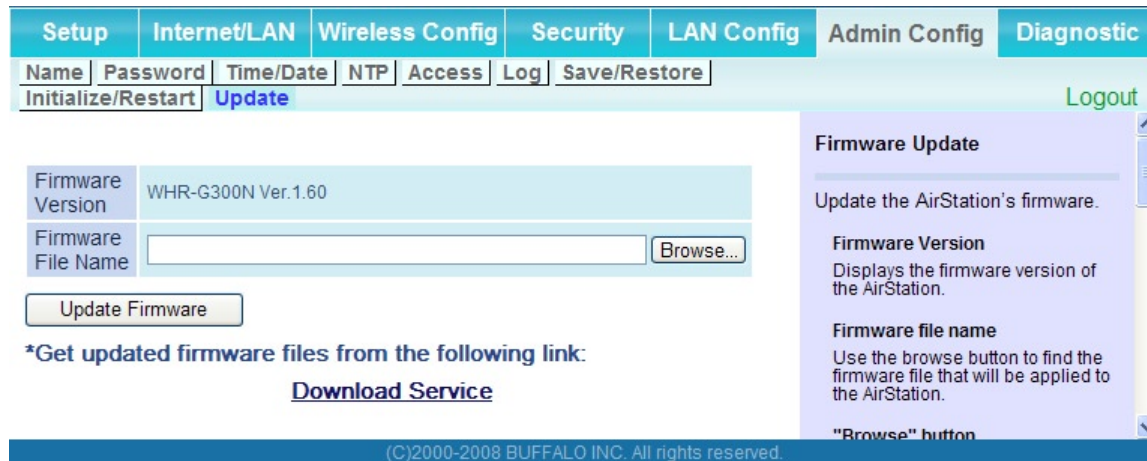 Setup Internet/LAN Wireless Config Security LAN Config Admin Config Diagnostic
Name Password Time/Date NTP Access Log Save/Restore
Initialize/Restart Update
Logout
Firmware Version
WHR-G300N Ver.1.60
Firmware File Name
Browse...
Update Firmware
*Get updated firmware files from the following link:
Download Service
Firmware Update
Update the AirStation's firmware.
Firmware Version
Displays the firmware version of
the AirStation.
Firmware file name
Use the browse button to find the
firmware file that will be applied to
the AirStation.
"Browse" button
(C)2000-2008 BUFFALO INC. All rights reserved.